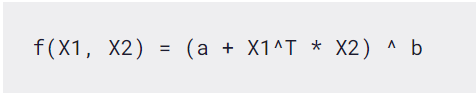 f(X1, X2) = (a + X1^T * X2) ^ b